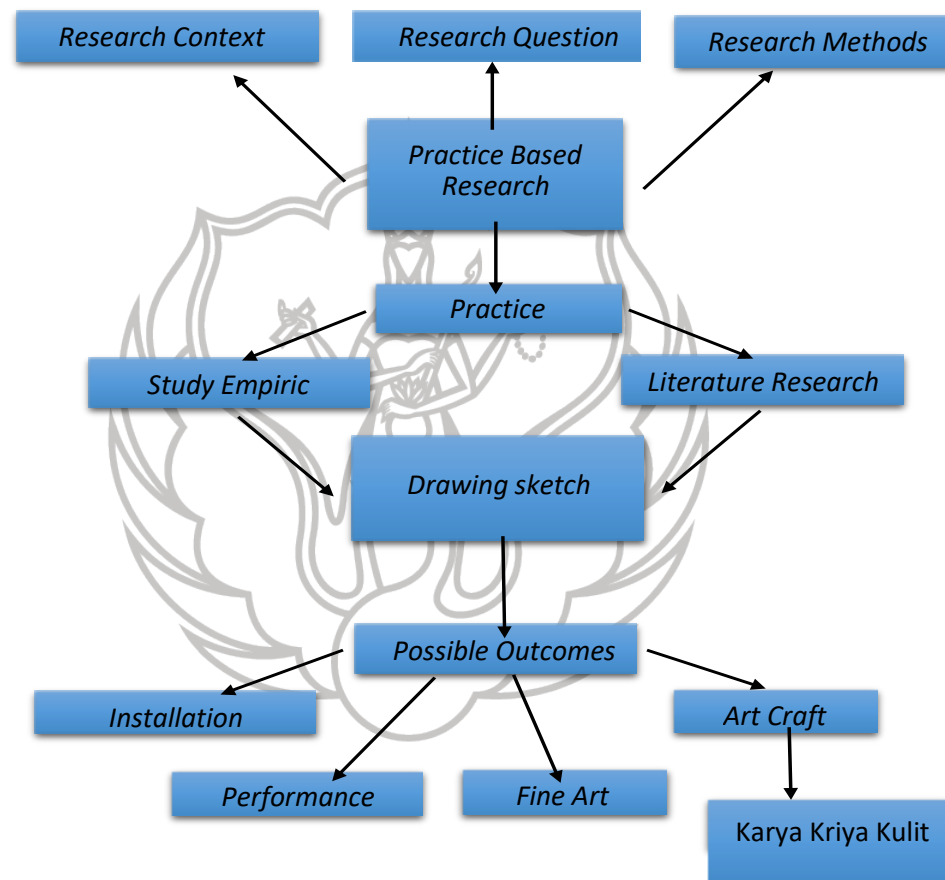 Research Context
Research Question
Research Methods
Practice Based
Research
Practice
Study Empiric
Literature Research
Drawing sketch
Possible Outcomes
Installation
Art Craft
Performance
Fine Art
Karya Kriya Kulit